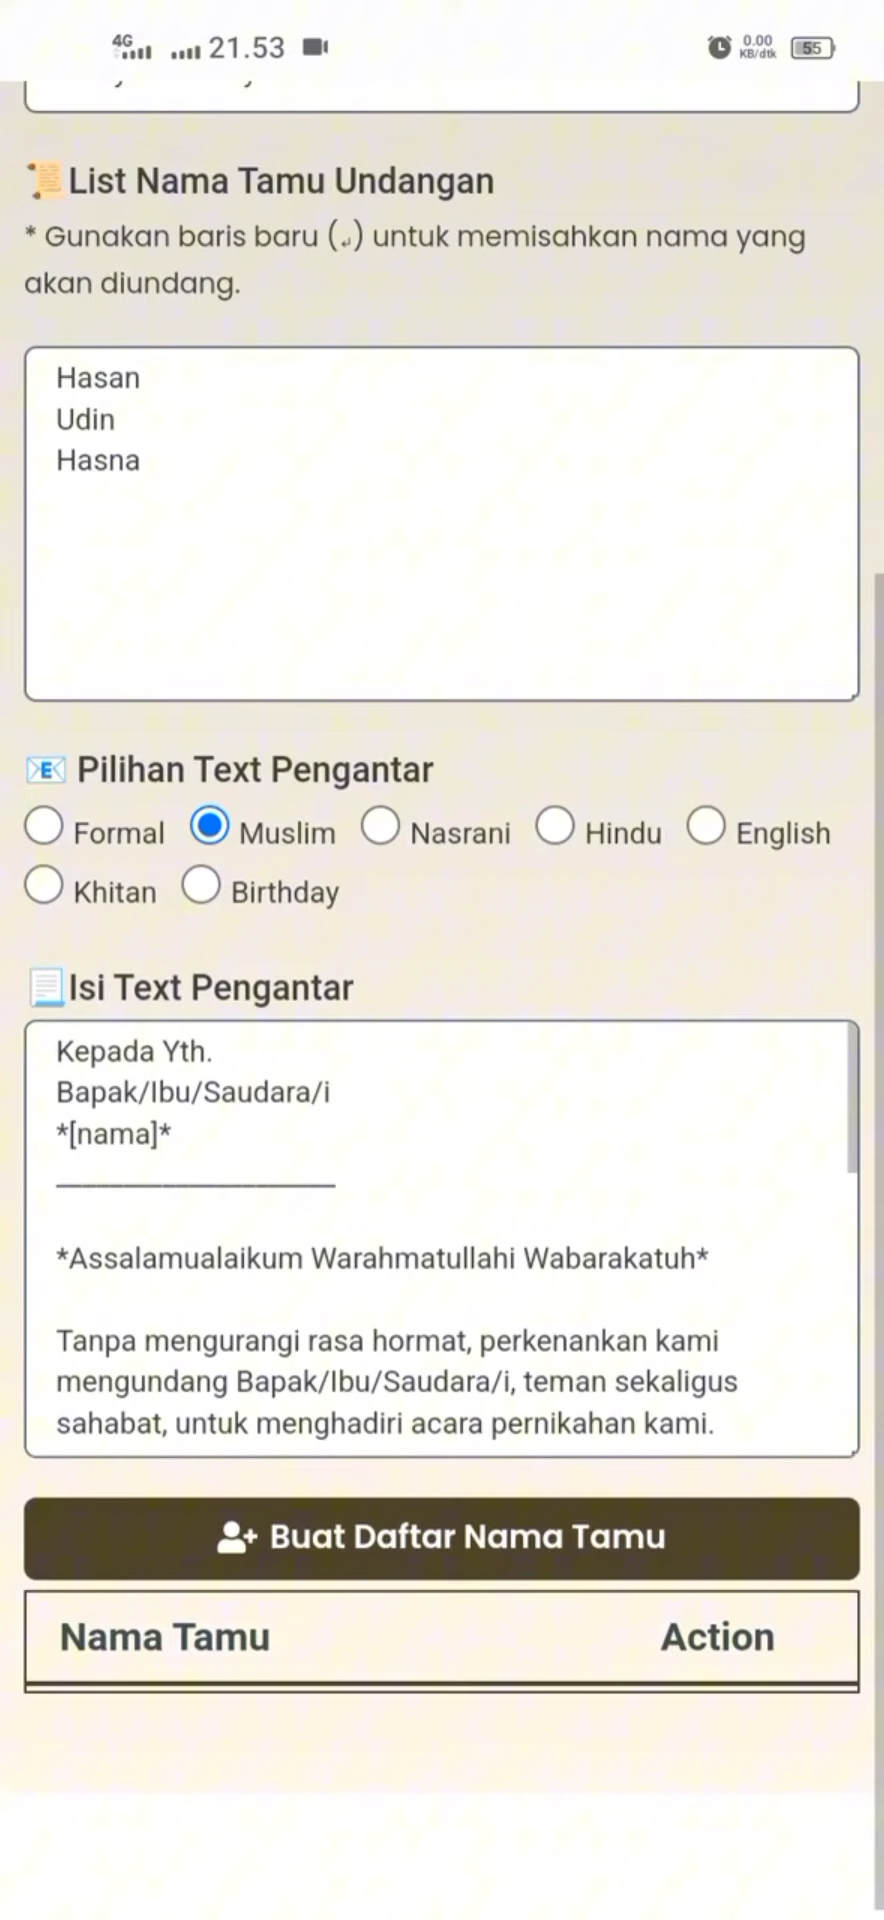 4G 21.53 0.00 KB/dtk 55
List Nama Tamu Undangan
* Gunakan baris baru (↲) untuk memisahkan nama yang
akan diundang.
Hasan
Udin
Hasna
Pilihan Text Pengantar
Formal Muslim Nasrani Hindu English
Khitan Birthday
Isi Text Pengantar
Kepada Yth.
Bapak/Ibu/Saudara/i
*[nama]*
_____________________
*Assalamualaikum Warahmatullahi Wabarakatuh*
Tanpa mengurangi rasa hormat, perkenankan kami
mengundang Bapak/Ibu/Saudara/i, teman sekaligus
sahabat, untuk menghadiri acara pernikahan kami.
Buat Daftar Nama Tamu
Nama Tamu Action